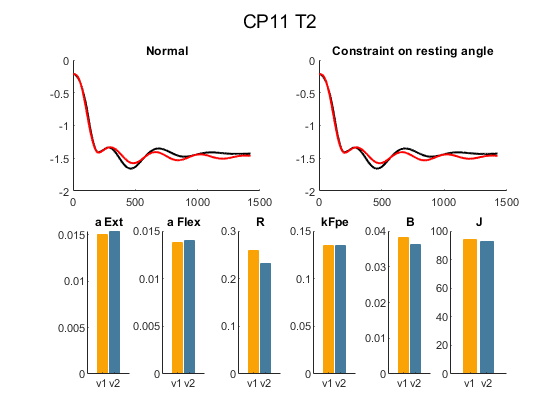 CP11 T2
Normal
Constraint on resting angle
0
-0.5
-1
-1.5
-2
0 500 1000 1500
0
-0.5
-1
-1.5
-2
0 500 1000 1500
a Ext
a Flex
R
kFpe
B
J
0.015
0.01
0.005
0
v1 v2
0.015
0.01
0.005
0
v1 v2
0.3
0.2
0.1
0
v1 v2
0.15
0.1
0.05
0
v1 v2
0.04
0.03
0.02
0.01
0
v1 v2
100
80
60
40
20
0
v1 v2